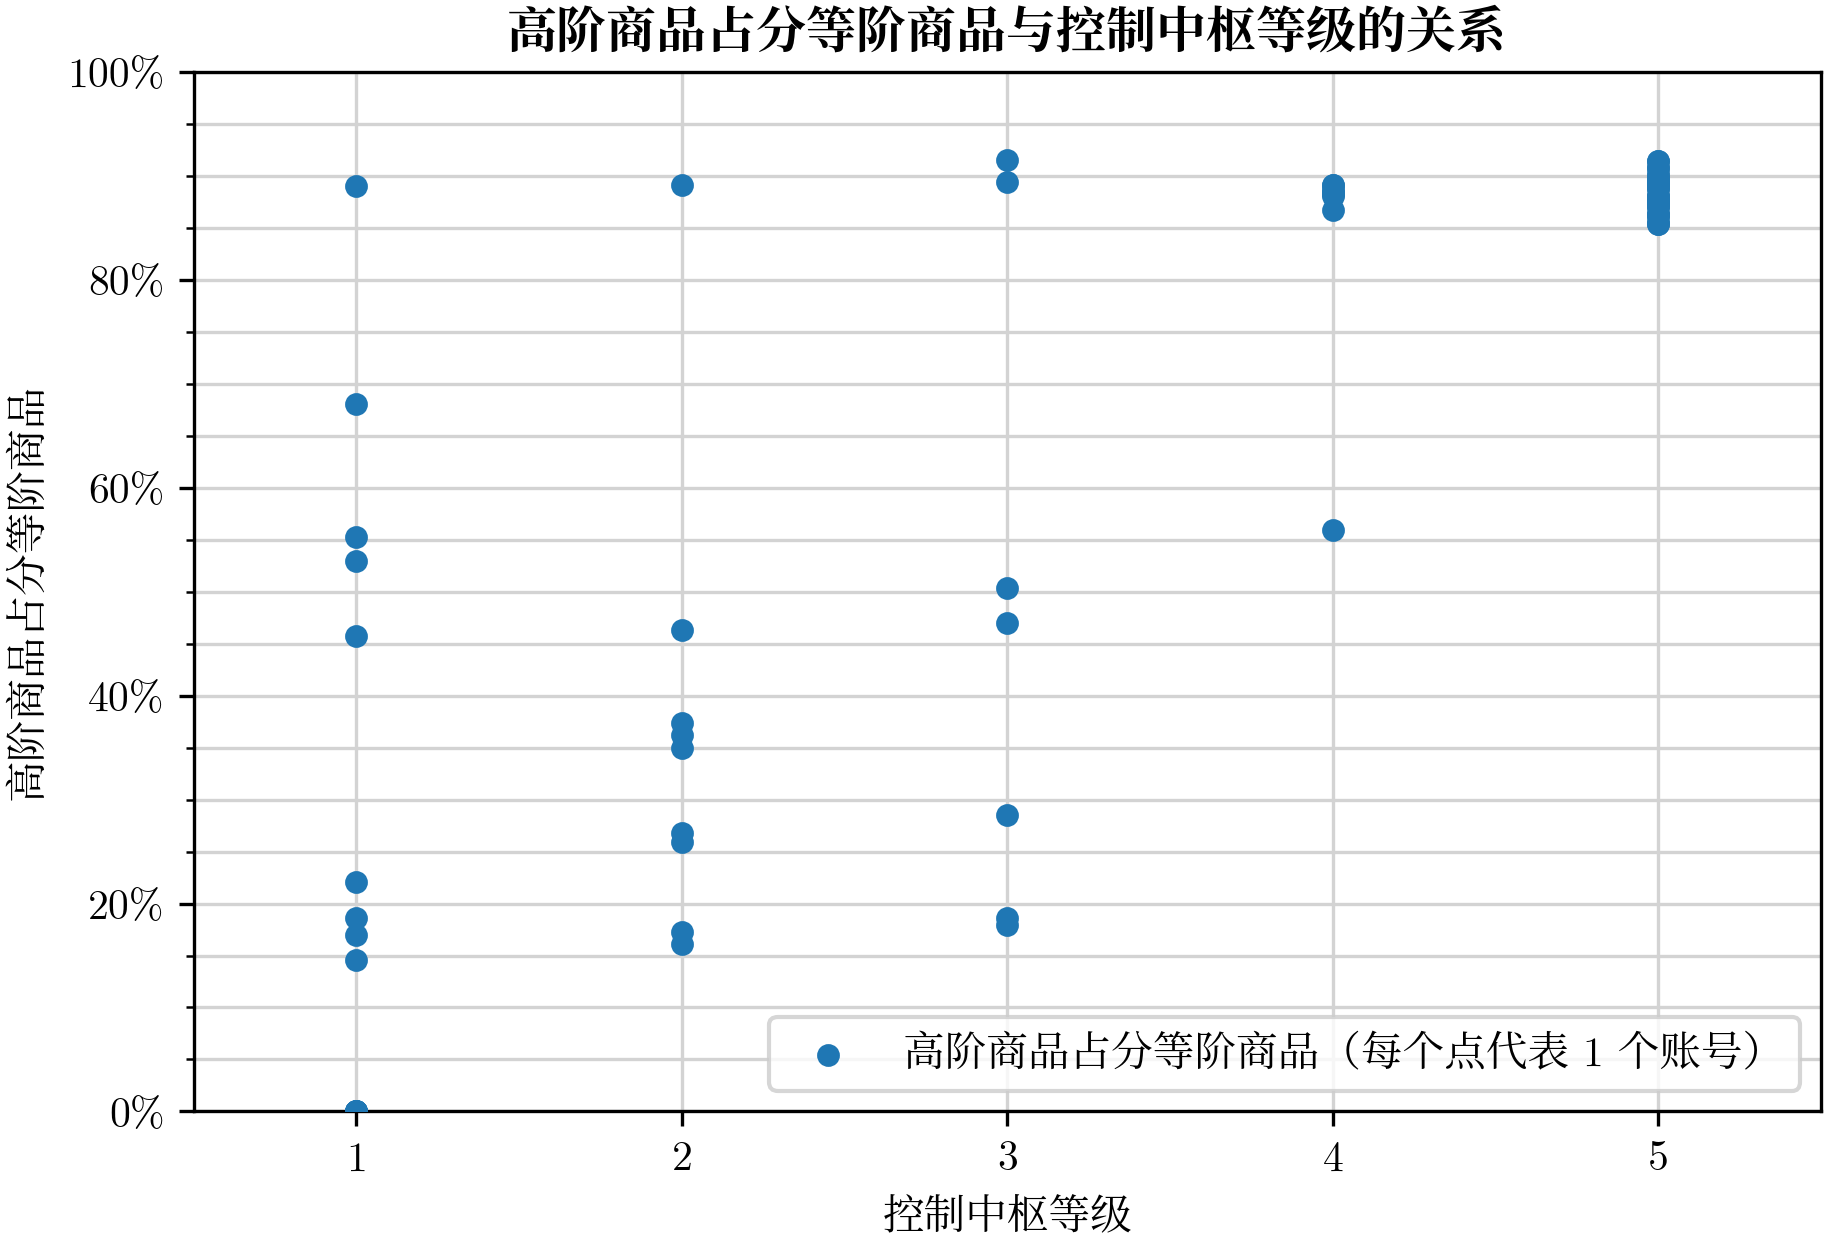 高阶商品占分等阶商品与控制中枢等级的关系
高阶商品占分等阶商品
100%
80%
60%
40%
20%
0%
高阶商品占分等阶商品（每个点代表 1 个账号）
1 2 3 4 5
控制中枢等级